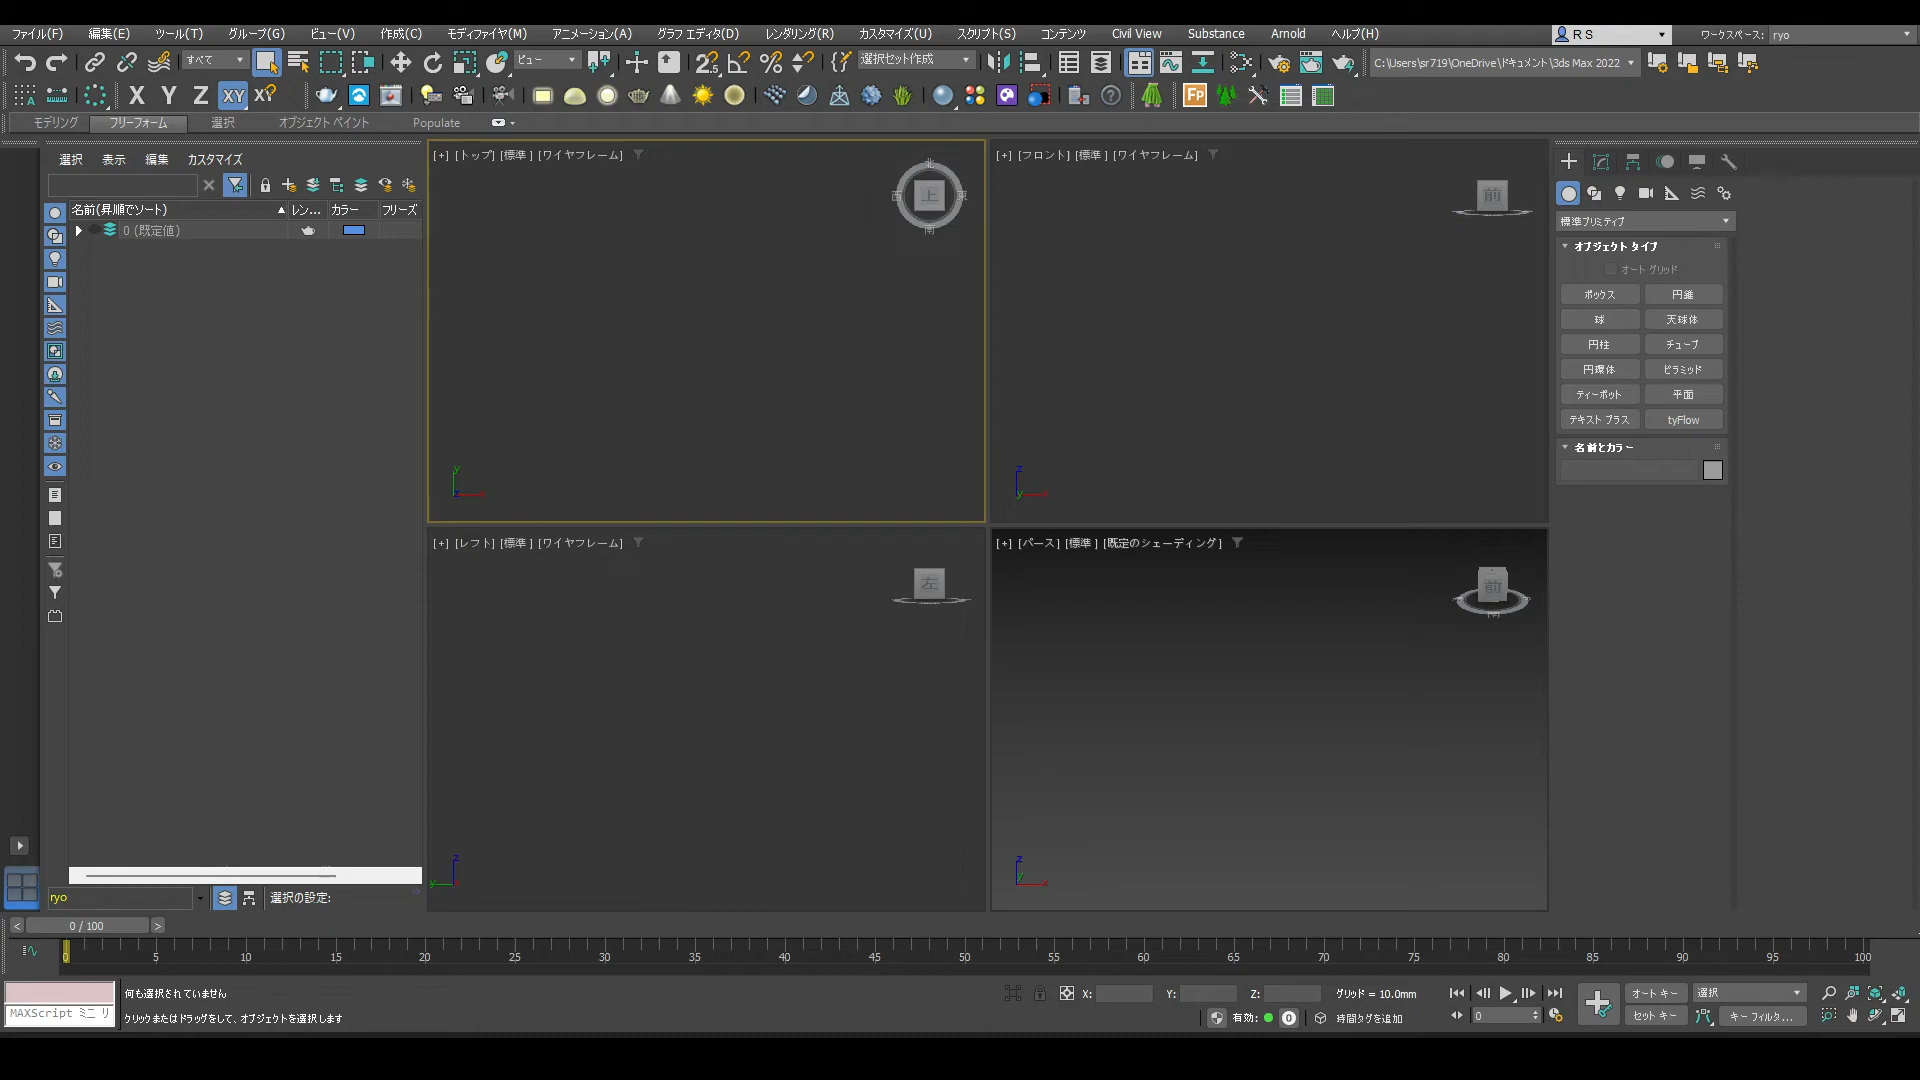 ファイル(F) 編集(E) ツール(T) グループ(G) ビュー(V) 作成(C) モディファイヤ(M) アニメーション(A) グラフ エディタ(D) レンダリング(R) カスタマイズ(U) スクリプト(S) コンテンツ Civil View Substance Arnold ヘルプ(H) R S ワークスペース: ryo
すべて ビュー 選択セット作成 C:\Users\sr719\OneDrive\ドキュメント\3ds Max 2022
X Y Z XY
モデリング フリーフォーム 選択 オブジェクト ペイント Populate
選択 表示 編集 カスタマイズ
名前(昇順でソート) レン... カラー フリーズ
0 (既定値)
[+] [トップ] [標準 ] [ワイヤフレーム]
北
西 上 東
南
[+] [フロント] [標準 ] [ワイヤフレーム]
前
[+] [レフト] [標準 ] [ワイヤフレーム]
左
[+] [パース] [標準 ] [既定のシェーディング]
前
標準プリミティブ
オブジェクト タイプ
オート グリッド
ボックス 円錐
球 天球体
円柱 チューブ
円環体 ピラミッド
ティーポット 平面
テキスト プラス tyFlow
名前とカラー
y
z
x
z
y
x
z
y
z
y
x
ryo 選択の設定:
< 0 / 100 >
0 5 10 15 20 25 30 35 40 45 50 55 60 65 70 75 80 85 90 95 100
何も選択されていません X: Y: Z: グリッド = 10.0mm オート キー 選択
MAXScript ミニ リ クリックまたはドラッグをして、オブジェクトを選択します 有効: 0 時間タグを追加 0 セット キー キー フィルタ...